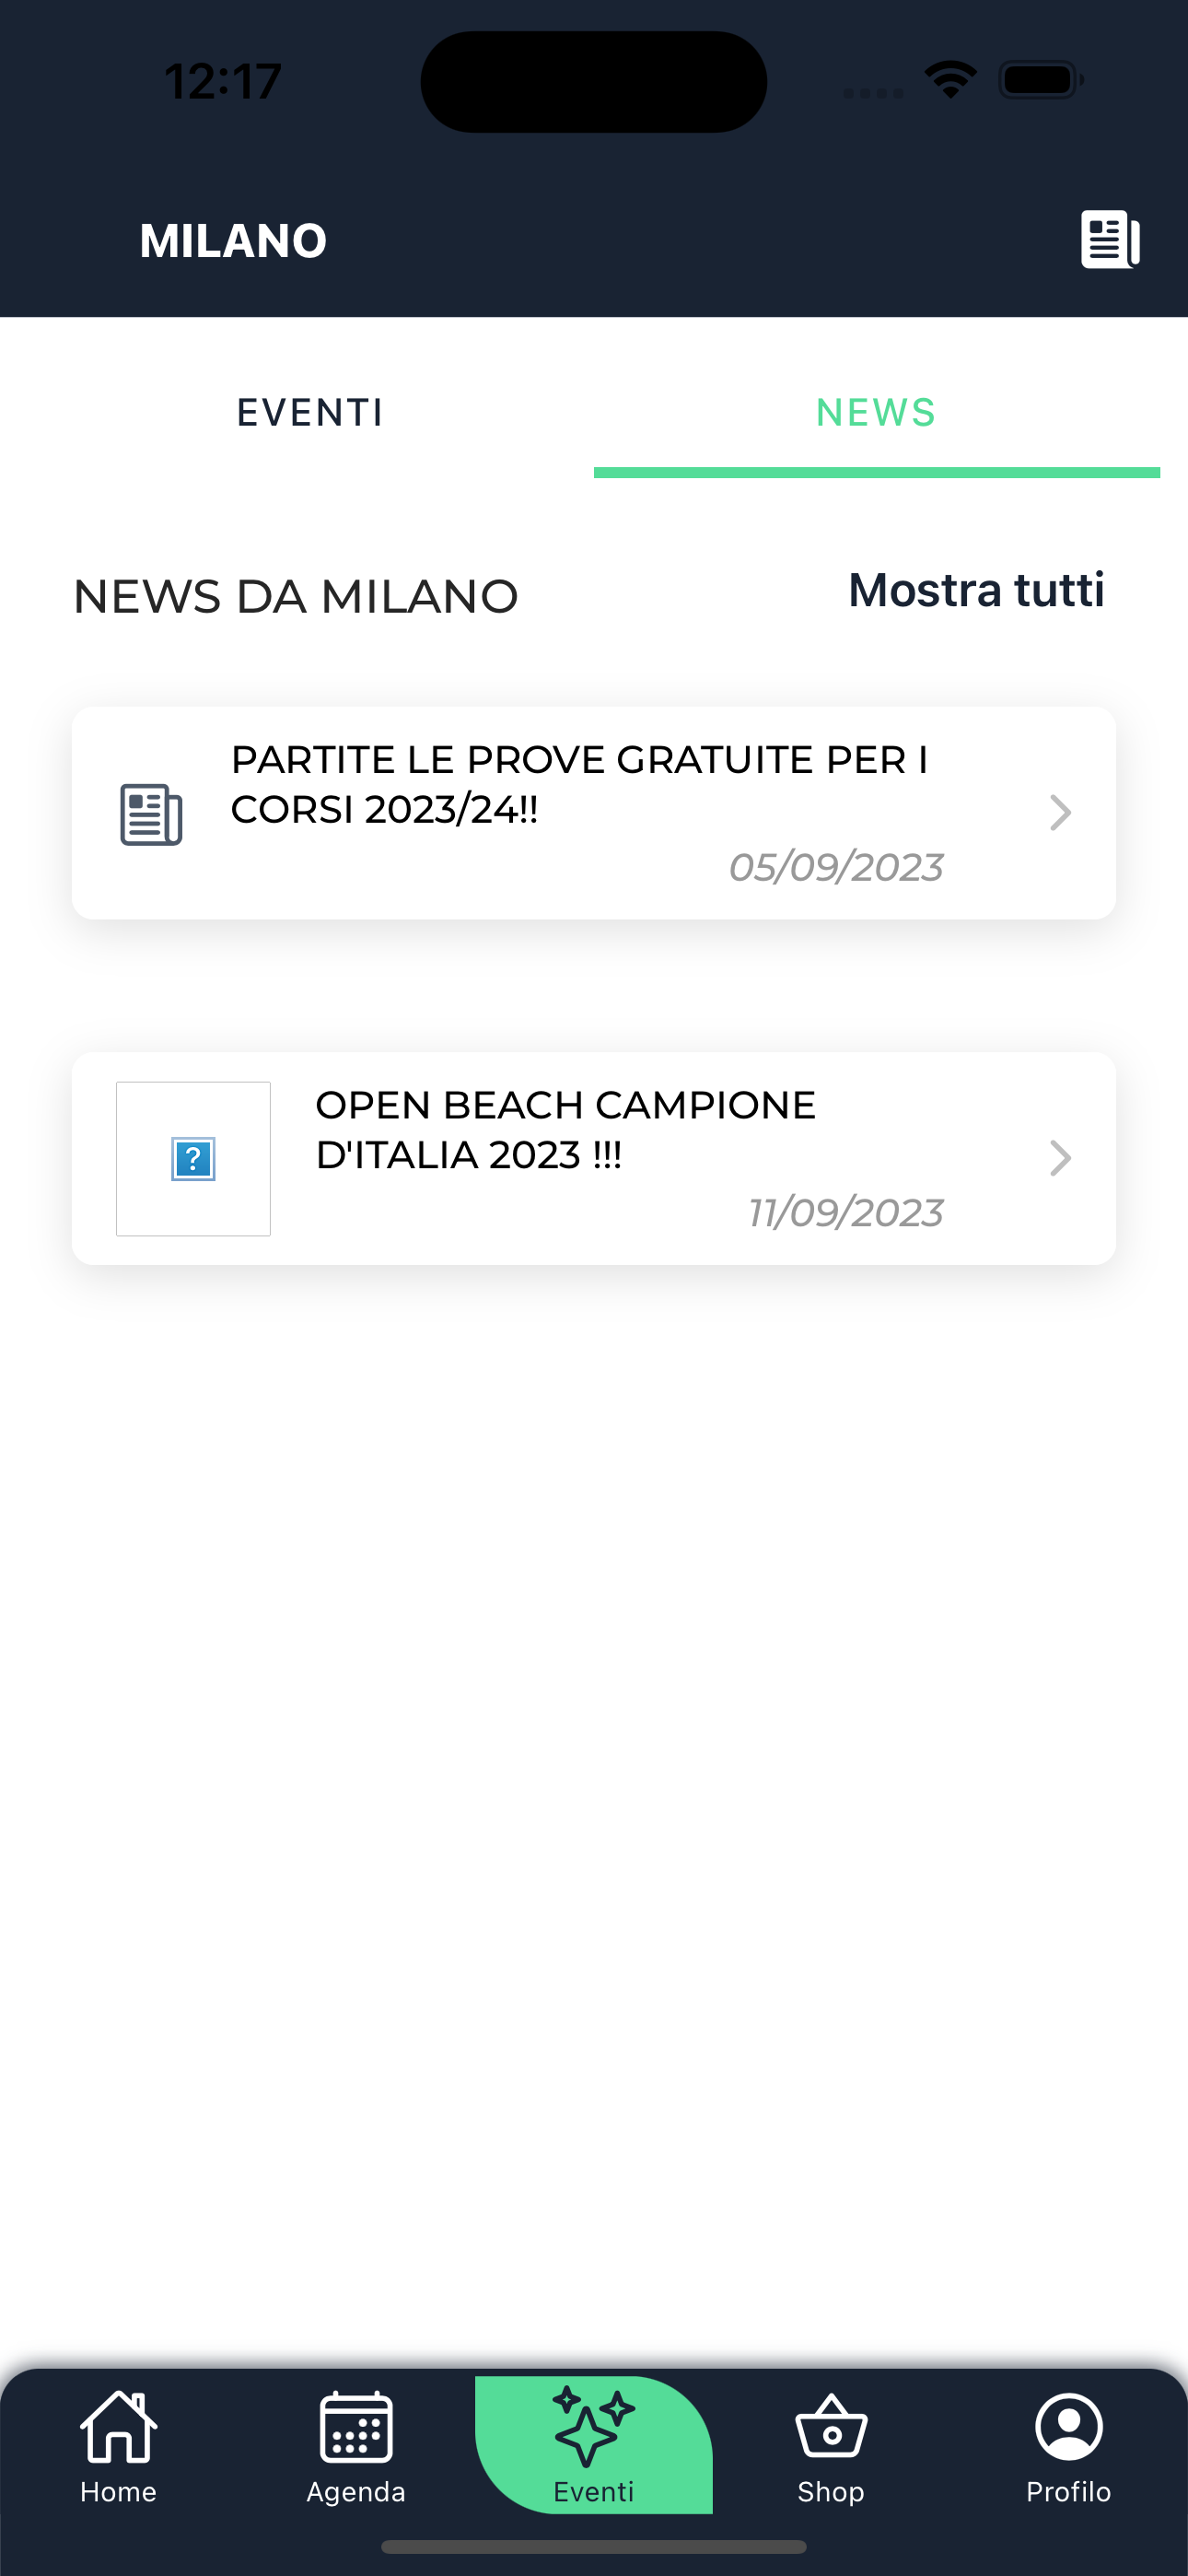 12:17
MILANO
EVENTI
NEWS
NEWS DA MILANO
Mostra tutti
PARTITE LE PROVE GRATUITE PER I
CORSI 2023/24!!
05/09/2023
OPEN BEACH CAMPIONE
D'ITALIA 2023 !!!
11/09/2023
Home
Agenda
Eventi
Shop
Profilo